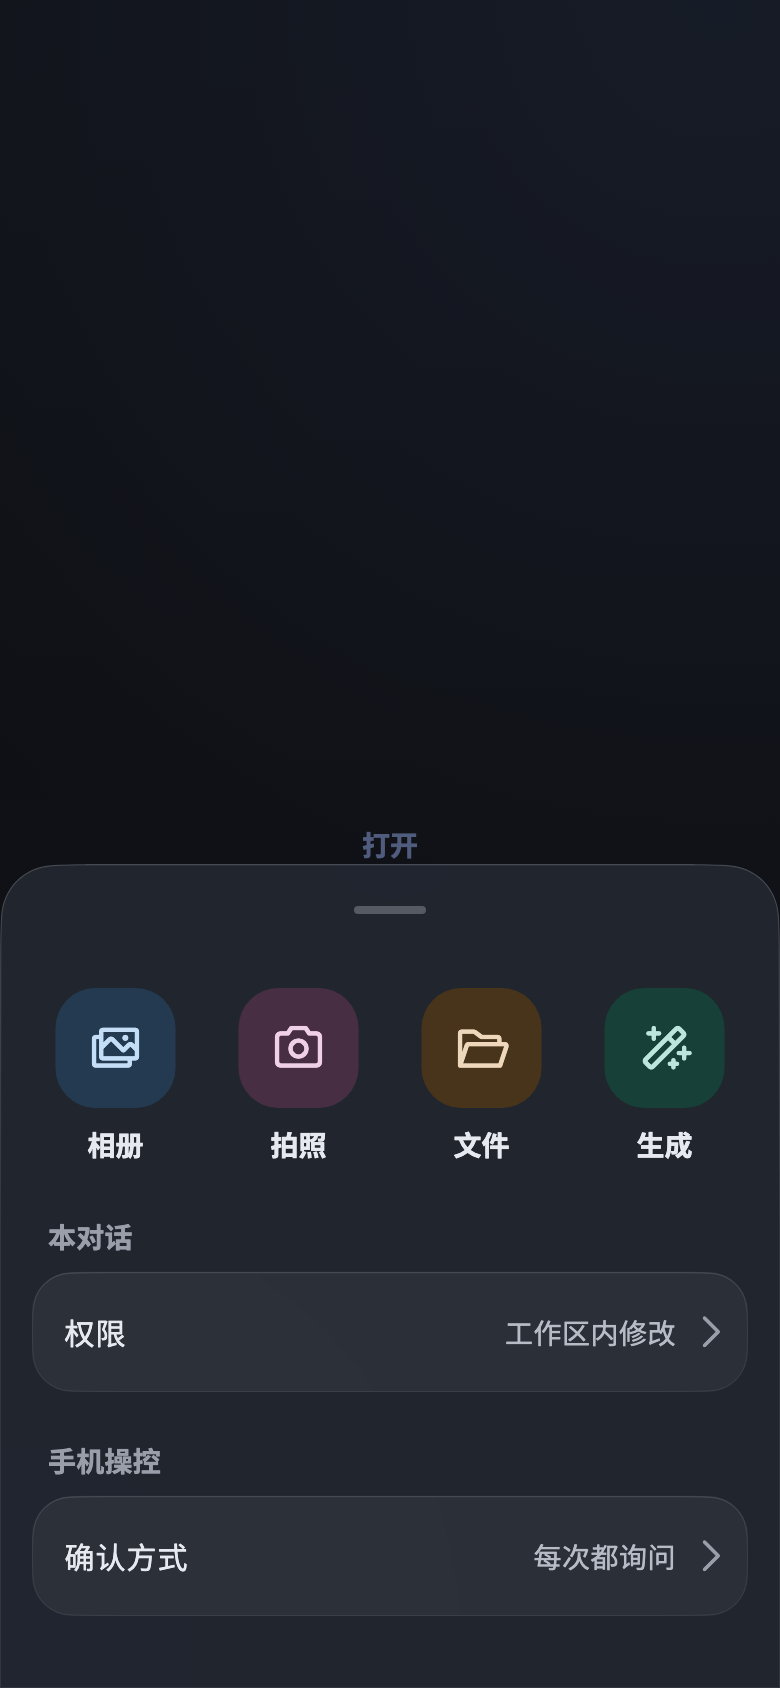 打开
相册
拍照
文件
生成
本对话
权限
工作区内修改
手机操控
确认方式
每次都询问